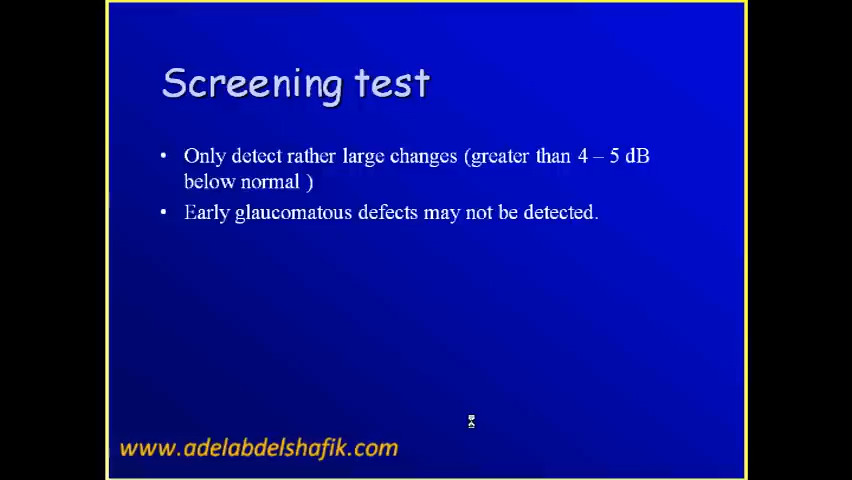 Screening test
• Only detect rather large changes (greater than 4 – 5 dB
below normal )
• Early glaucomatous defects may not be detected.
www.adelabdelshafik.com